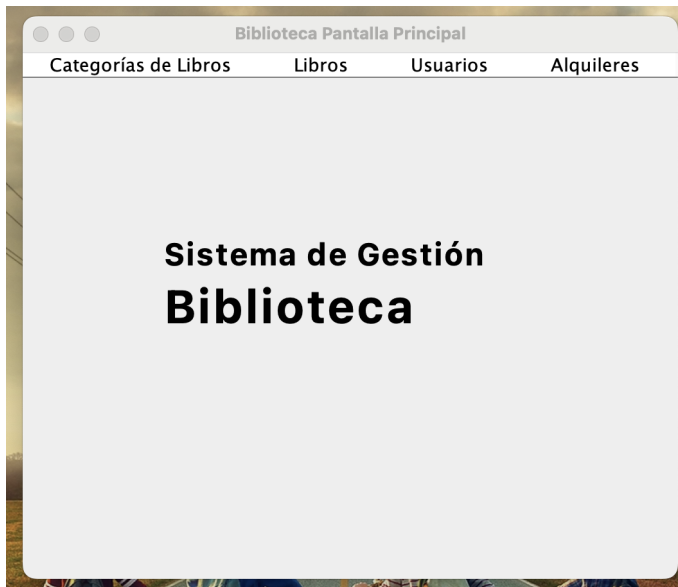 Biblioteca Pantalla Principal
Categorías de Libros Libros Usuarios Alquileres
Sistema de Gestión
Biblioteca